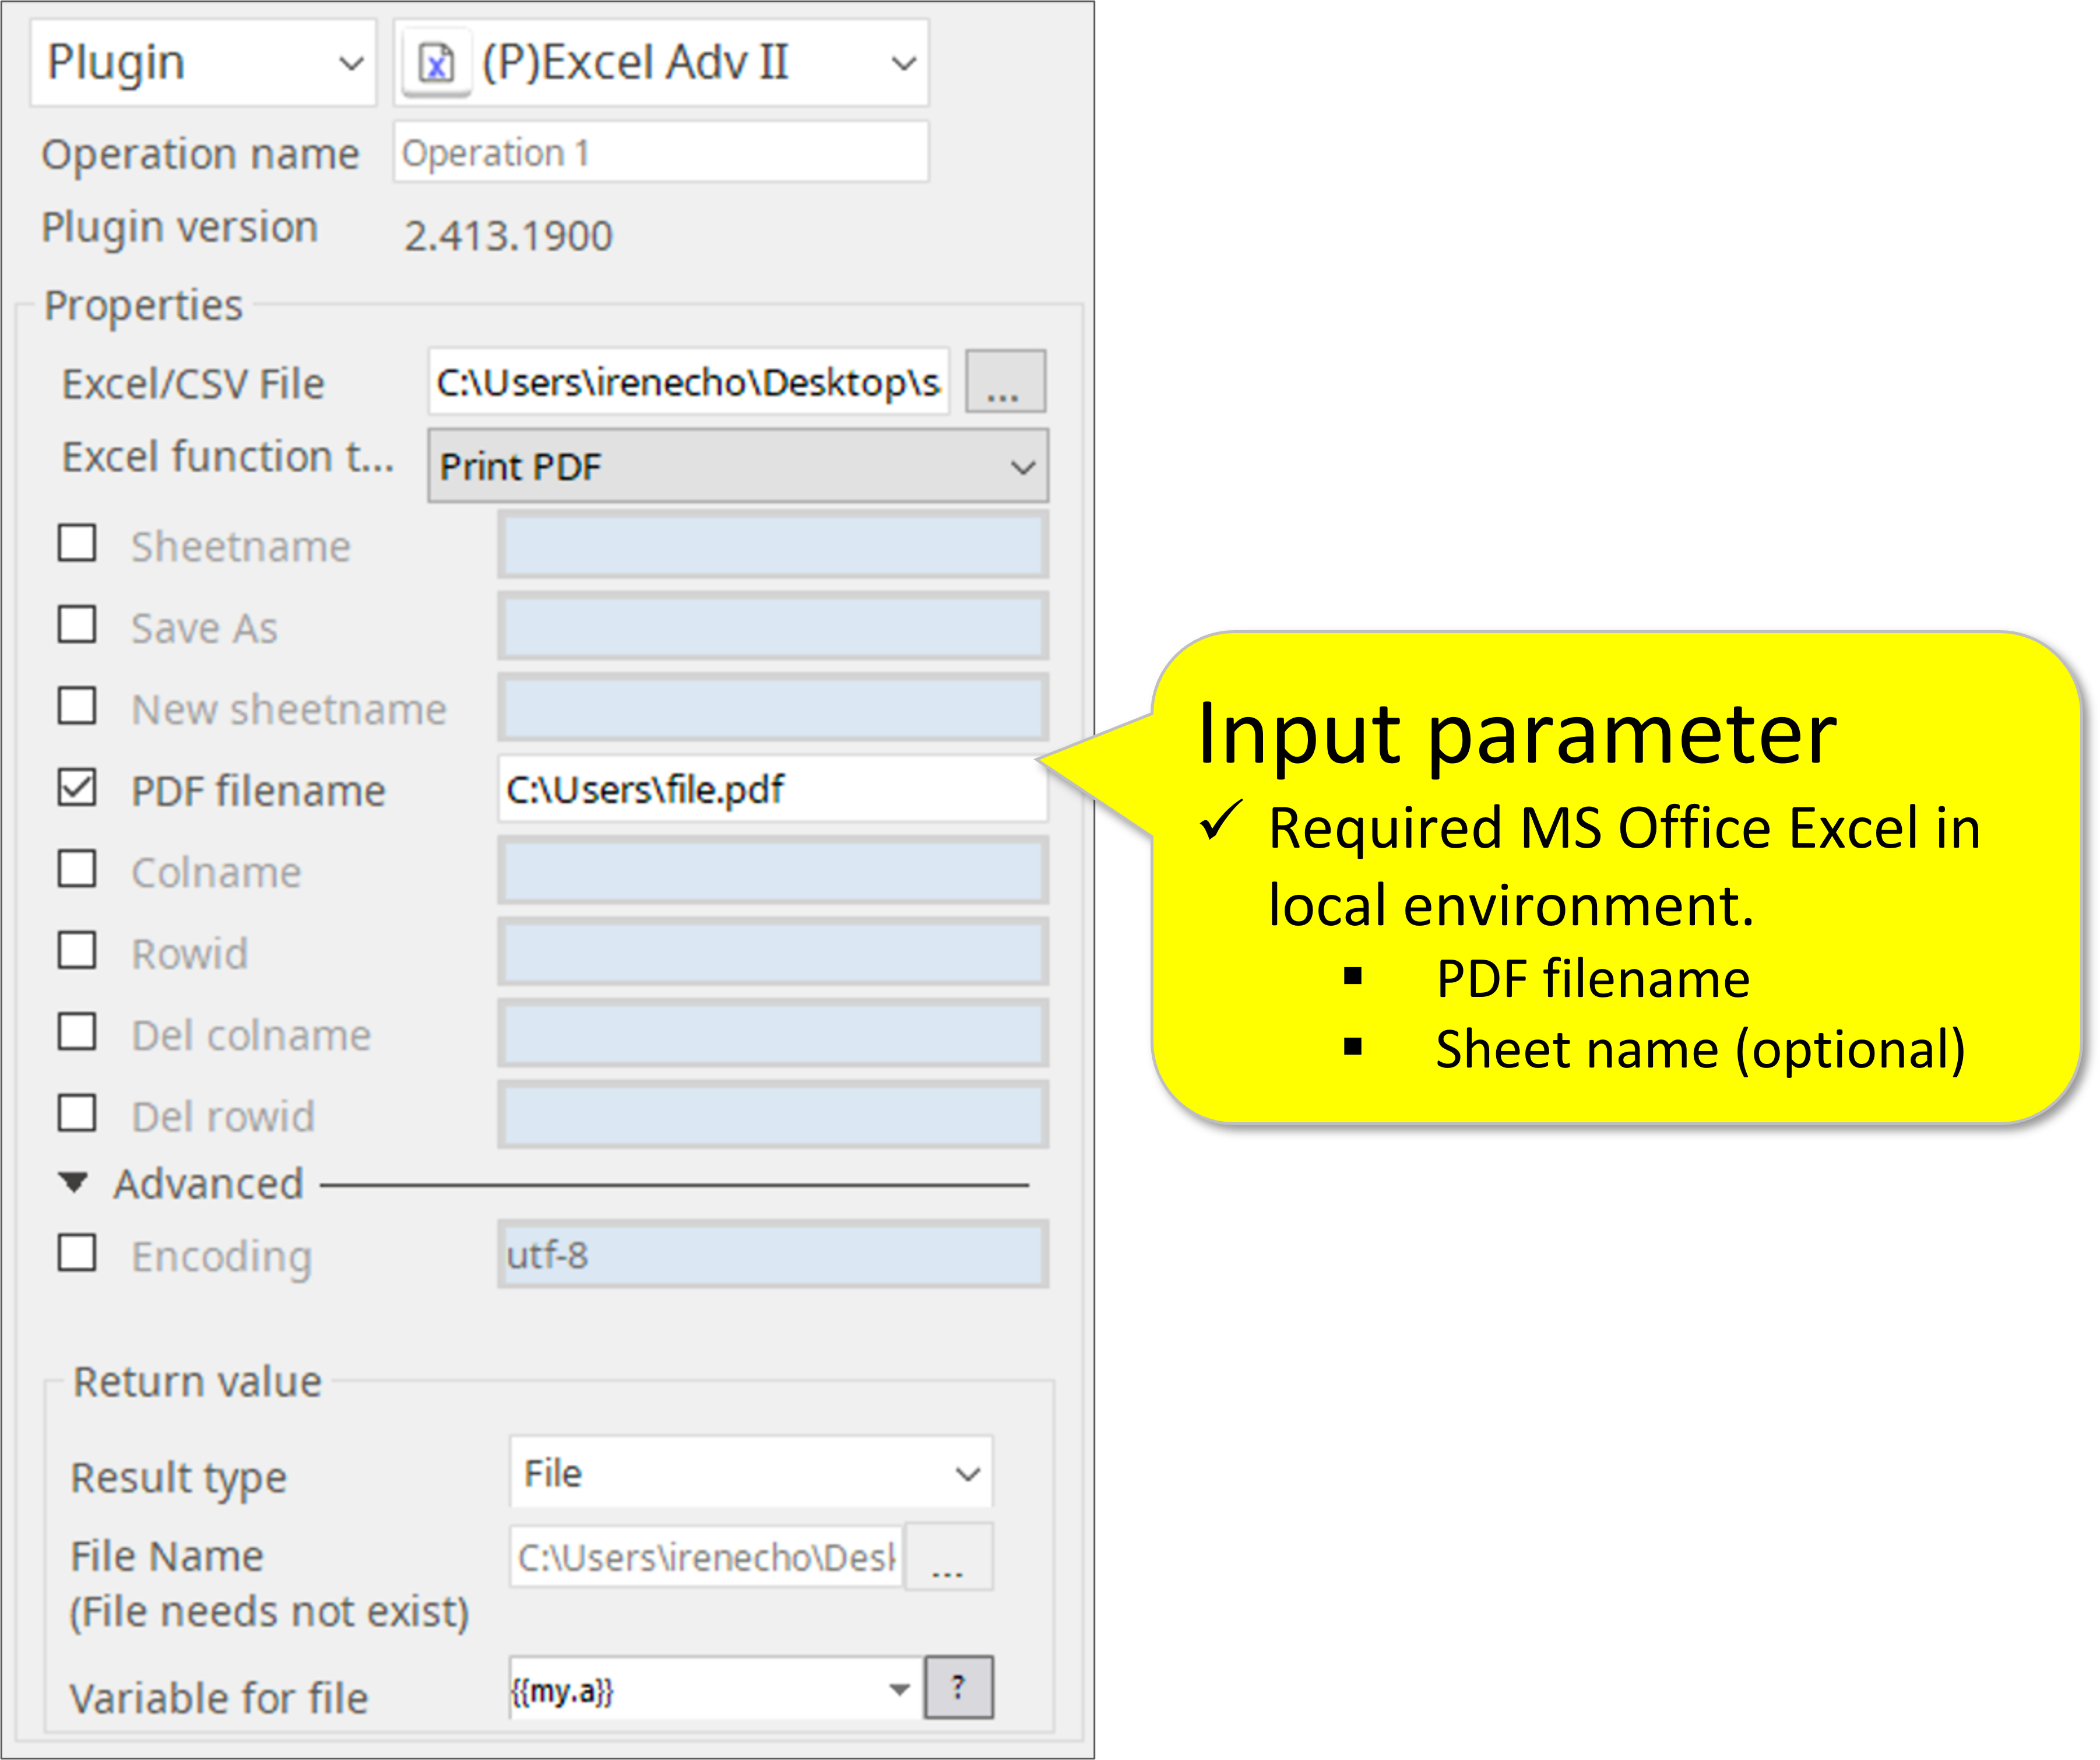 Plugin
(P)Excel Adv II
Operation name
Operation 1
Plugin version
2.413.1900
Properties
Excel/CSV File
C:\Users\irenecho\Desktop\s
...
Excel function t...
Print PDF
Sheetname
Save As
New sheetname
PDF filename
C:\Users\file.pdf
Colname
Rowid
Del colname
Del rowid
Advanced
Encoding
utf-8
Return value
Result type
File
File Name
(File needs not exist)
C:\Users\irenecho\Desk
...
Variable for file
{{my.a}}
?
Input parameter
✓ Required MS Office Excel in
local environment.
▪ PDF filename
▪ Sheet name (optional)